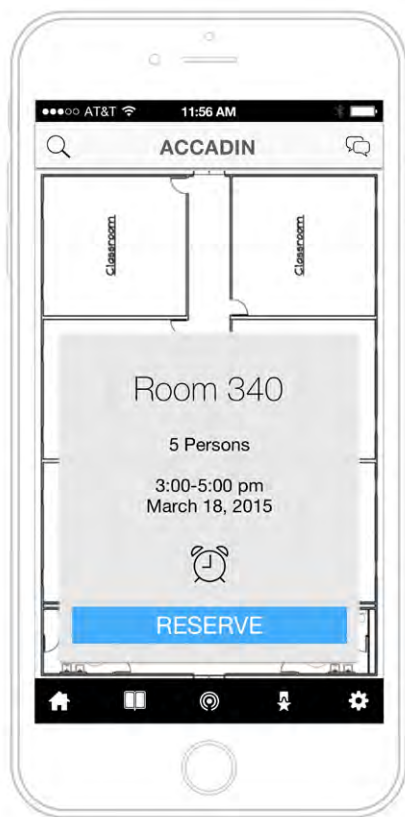 AT&T 11:56 AM
ACCADIN
Classroom
Classroom
Room 340
5 Persons
3:00-5:00 pm
March 18, 2015
RESERVE